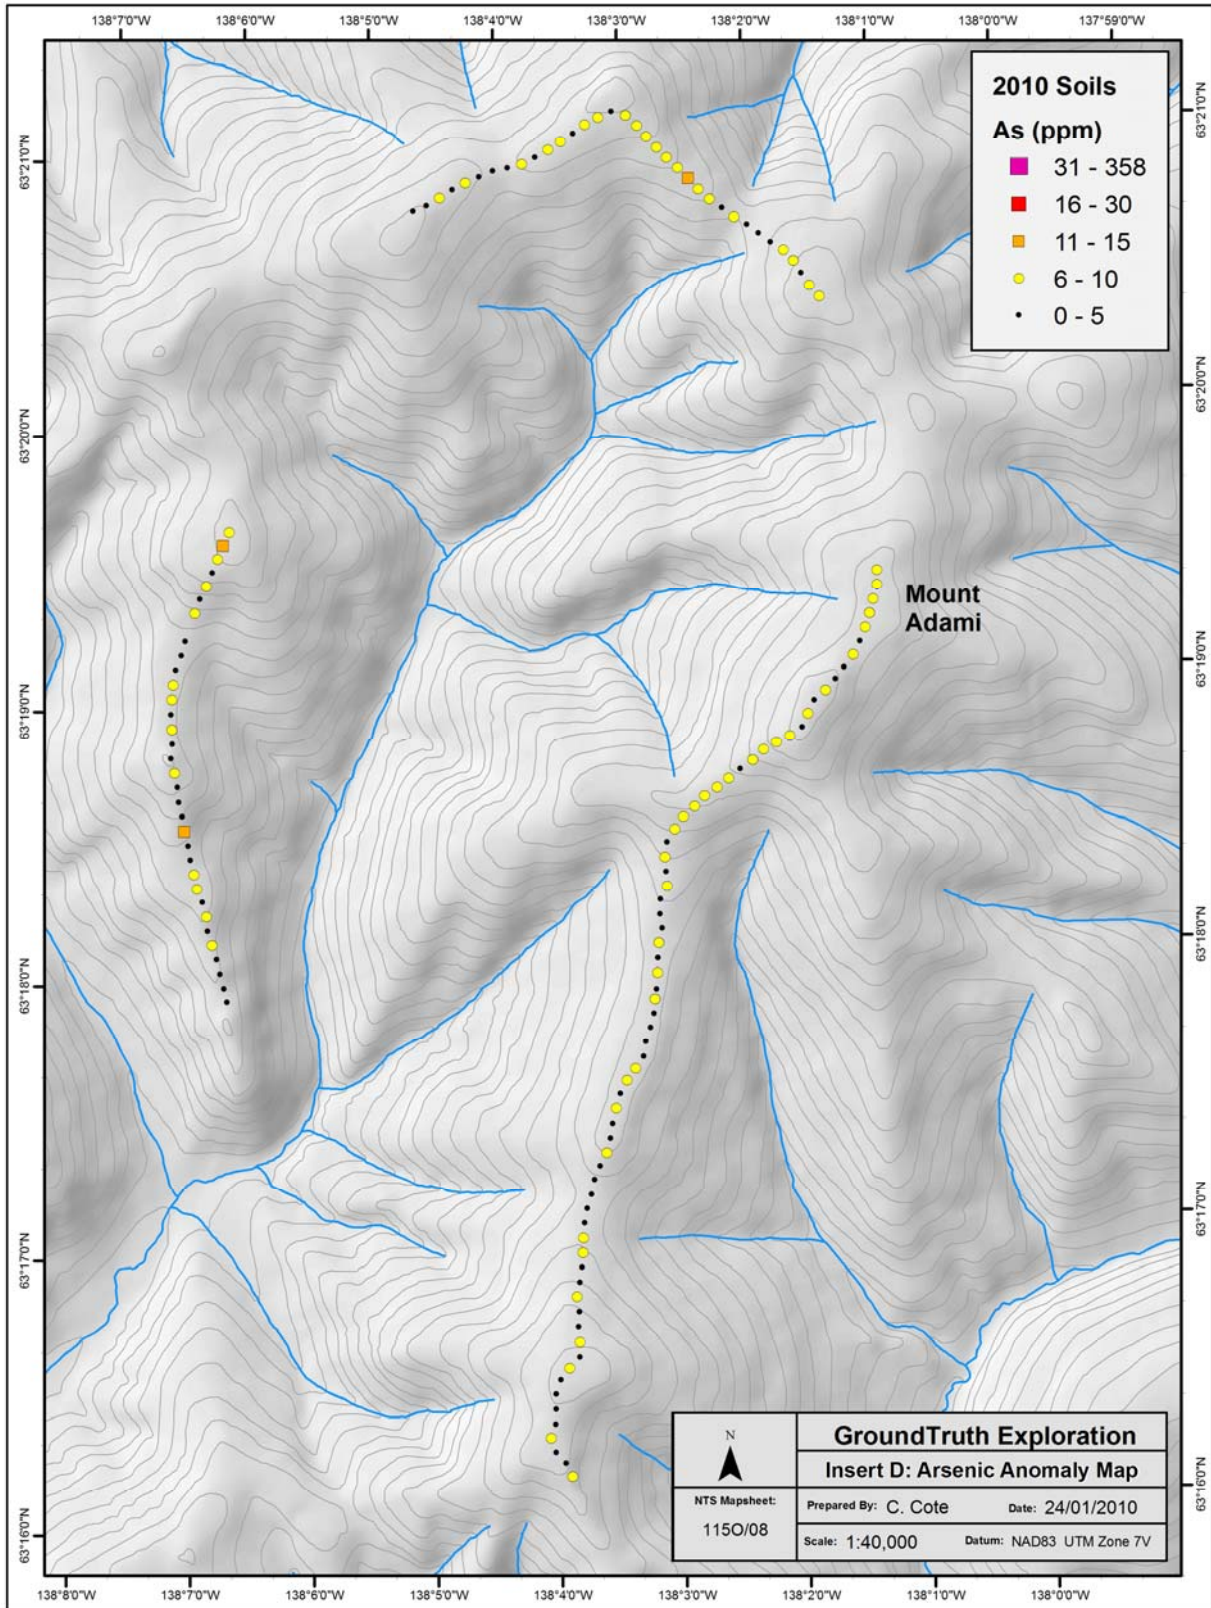 138°7'0"W 138°6'0"W 138°5'0"W 138°4'0"W 138°3'0"W 138°2'0"W 138°1'0"W 138°0'0"W 137°59'0"W
2010 Soils
As (ppm)
31 - 358
16 - 30
11 - 15
6 - 10
0 - 5
63°21'0"N
63°20'0"N
63°19'0"N
63°18'0"N
63°17'0"N
63°16'0"N
Mount
Adami
63°21'0"N
63°20'0"N
63°19'0"N
63°18'0"N
63°17'0"N
63°16'0"N
N
NTS Mapsheet:
115O/08
GroundTruth Exploration
Insert D: Arsenic Anomaly Map
Prepared By: C. Cote Date: 24/01/2010
Scale: 1:40,000 Datum: NAD83 UTM Zone 7V
138°8'0"W 138°7'0"W 138°6'0"W 138°5'0"W 138°4'0"W 138°3'0"W 138°2'0"W 138°1'0"W 138°0'0"W